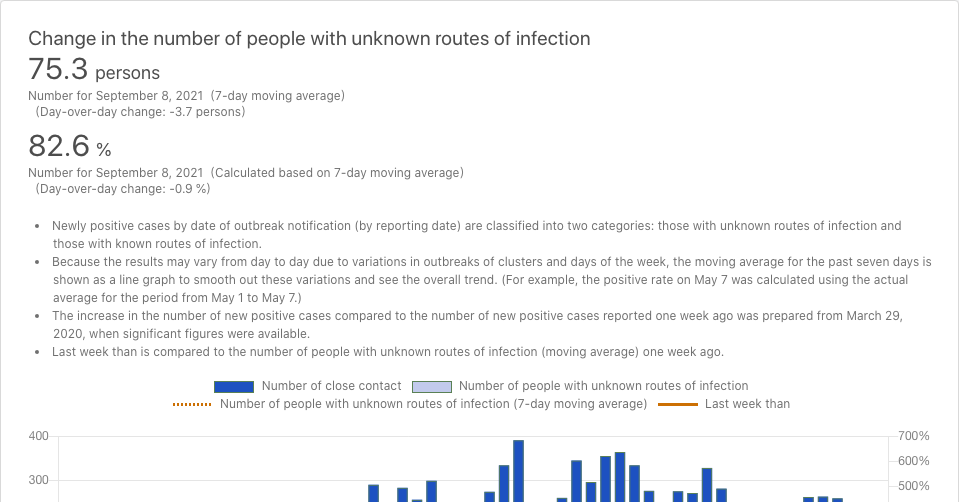 Change in the number of people with unknown routes of infection
75.3 persons
Number for September 8, 2021  (7-day moving average)
(Day-over-day change: -3.7 persons)
82.6 %
Number for September 8, 2021  (Calculated based on 7-day moving average)
(Day-over-day change: -0.9 %)
• Newly positive cases by date of outbreak notification (by reporting date) are classified into two categories: those with unknown routes of infection and
those with known routes of infection.
• Because the results may vary from day to day due to variations in outbreaks of clusters and days of the week, the moving average for the past seven days is
shown as a line graph to smooth out these variations and see the overall trend. (For example, the positive rate on May 7 was calculated using the actual
average for the period from May 1 to May 7.)
• The increase in the number of new positive cases compared to the number of new positive cases reported one week ago was prepared from March 29,
2020, when significant figures were available.
• Last week than is compared to the number of people with unknown routes of infection (moving average) one week ago.
Number of close contact Number of people with unknown routes of infection
Number of people with unknown routes of infection (7-day moving average) Last week than
400 700%
600%
300 500%